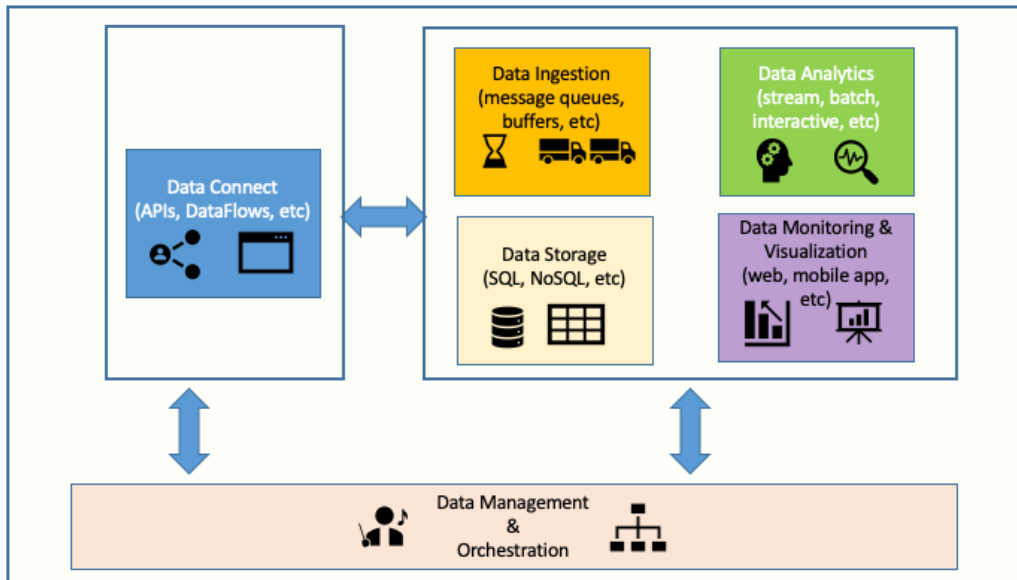 Data Connect
(APIs, DataFlows, etc)
Data Ingestion
(message queues,
buffers, etc)
Data Analytics
(stream, batch,
interactive, etc)
Data Storage
(SQL, NoSQL, etc)
Data Monitoring &
Visualization
(web, mobile app,
etc)
Data Management
&
Orchestration